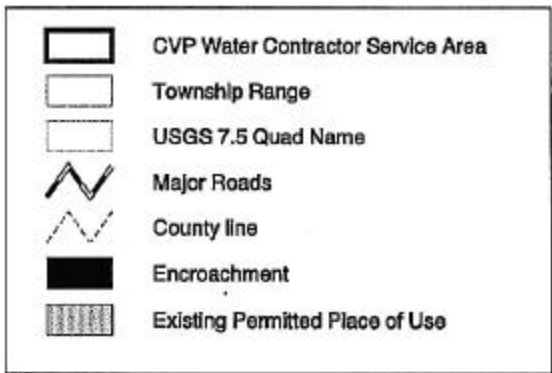 CVP Water Contractor Service Area
Township Range
USGS 7.5 Quad Name
Major Roads
County line
Encroachment
Existing Permitted Place of Use